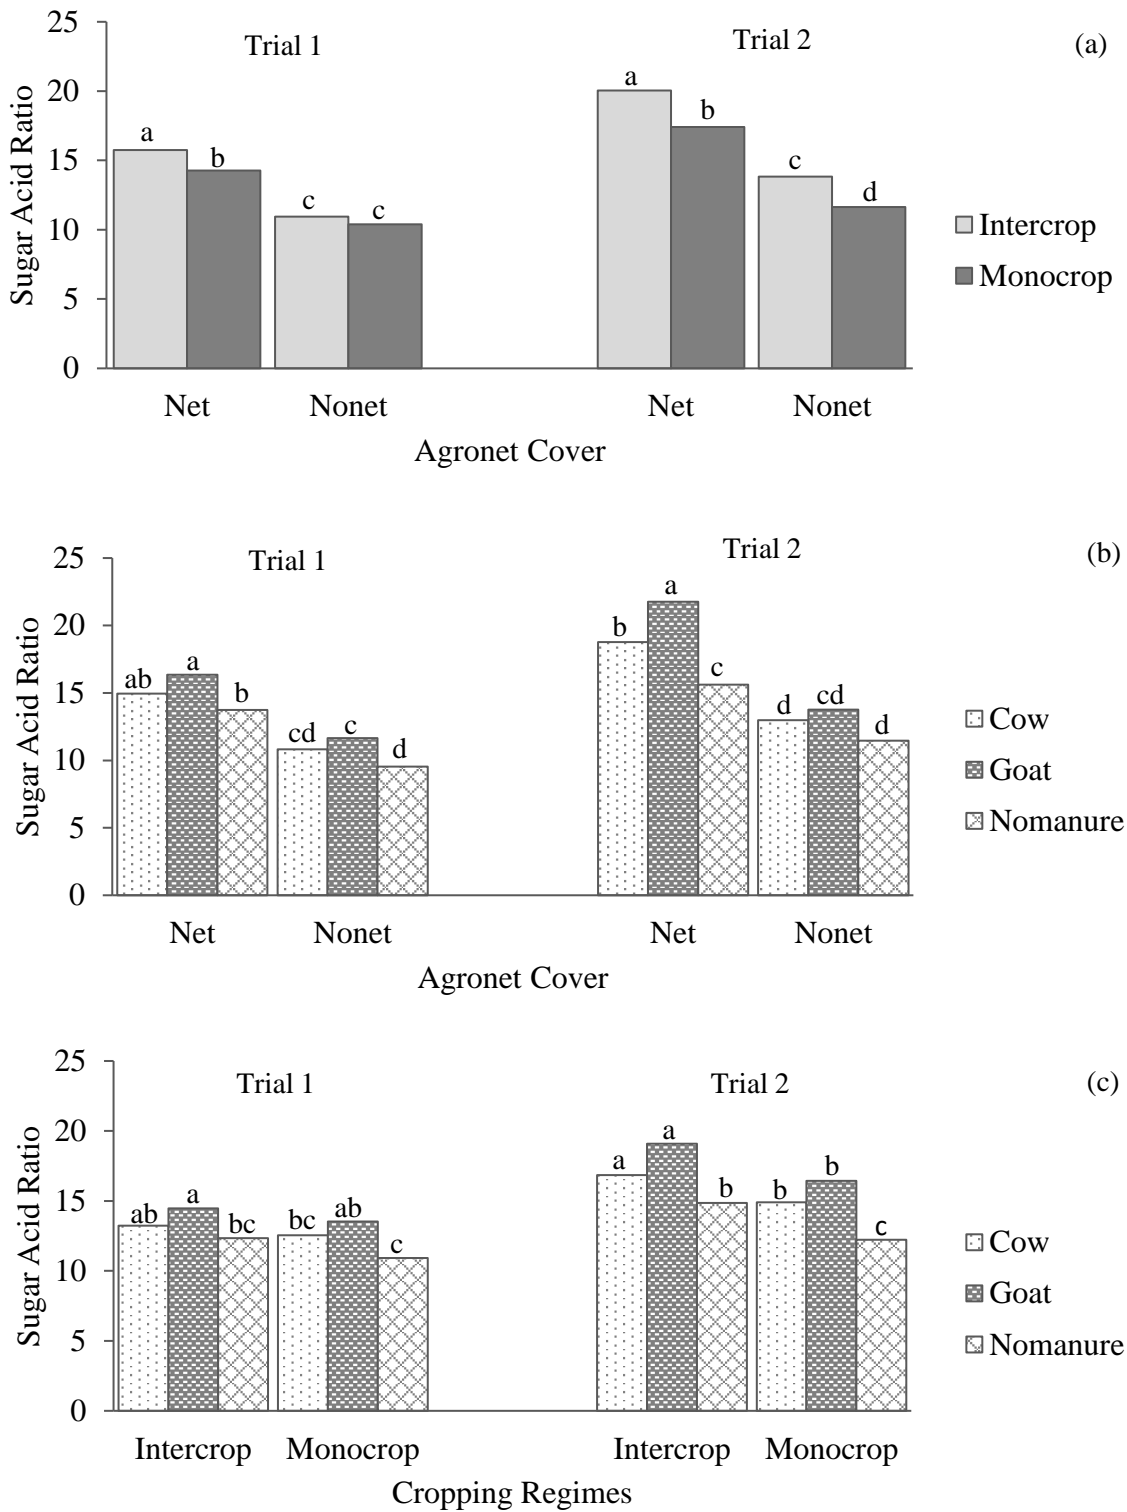 25
Trial 1
Trial 2
(a)
20
15
10
5
0
Sugar Acid Ratio
a
b
c
c
a
b
c
d
Intercrop
Monocrop
Net
Nonet
Net
Nonet
Agronet Cover
25
Trial 1
Trial 2
(b)
20
15
10
5
0
Sugar Acid Ratio
ab
a
b
cd
c
d
b
a
c
d
cd
d
Cow
Goat
Nomanure
Net
Nonet
Net
Nonet
Agronet Cover
25
Trial 1
Trial 2
(c)
20
15
10
5
0
Sugar Acid Ratio
ab
a
bc
bc
ab
c
a
a
b
b
b
c
Cow
Goat
Nomanure
Intercrop
Monocrop
Intercrop
Monocrop
Cropping Regimes